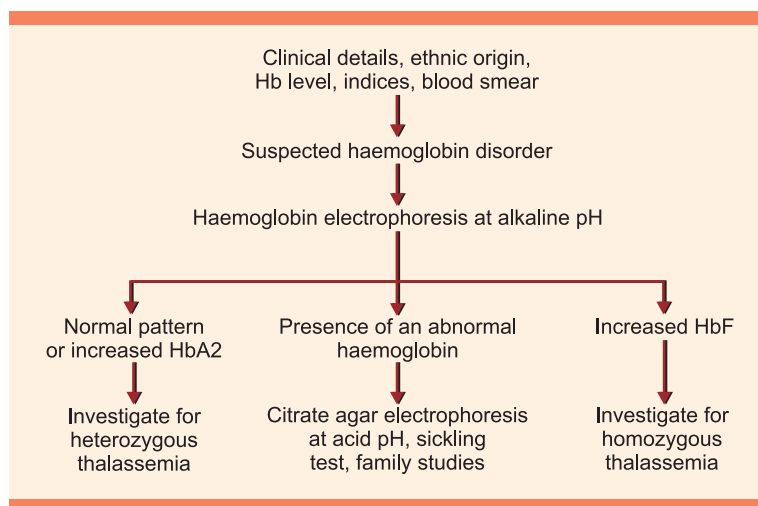 Clinical details, ethnic origin,
Hb level, indices, blood smear
Suspected haemoglobin disorder
Haemoglobin electrophoresis at alkaline pH
Normal pattern
or increased HbA2
Investigate for
heterozygous
thalassemia
Presence of an abnormal
haemoglobin
Citrate agar electrophoresis
at acid pH, sickling
test, family studies
Increased HbF
Investigate for
homozygous
thalassemia